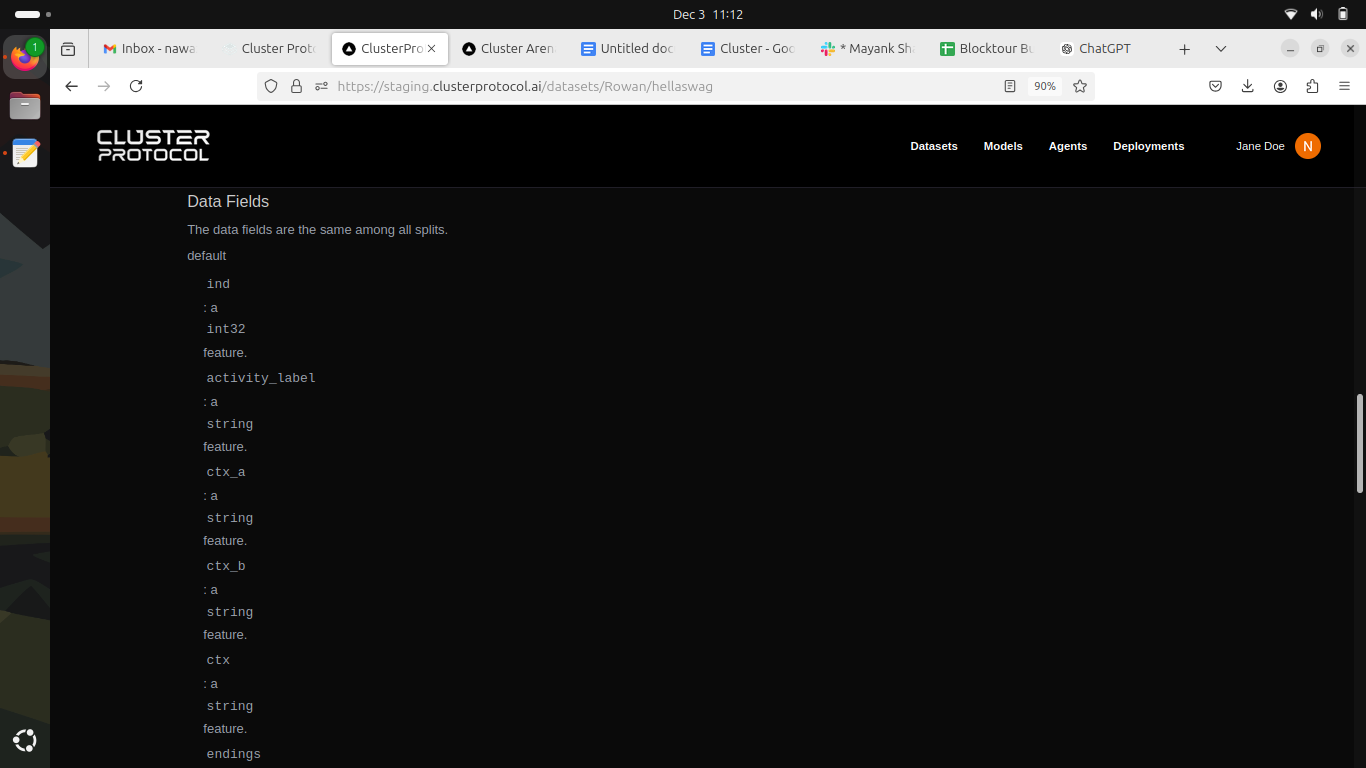 Dec 3 11:12
1
Inbox - nawa
Cluster Proto
ClusterPro
Cluster Aren
Untitled doc
Cluster - Goo
* Mayank Sh
Blocktour Bu
ChatGPT
https://staging.clusterprotocol.ai/datasets/Rowan/hellaswag
90%
CLUSTER
PROTOCOL
Datasets
Models
Agents
Deployments
Jane Doe
N
Data Fields
The data fields are the same among all splits.
default
ind
: a
int32
feature.
activity_label
: a
string
feature.
ctx_a
: a
string
feature.
ctx_b
: a
string
feature.
ctx
: a
string
feature.
endings